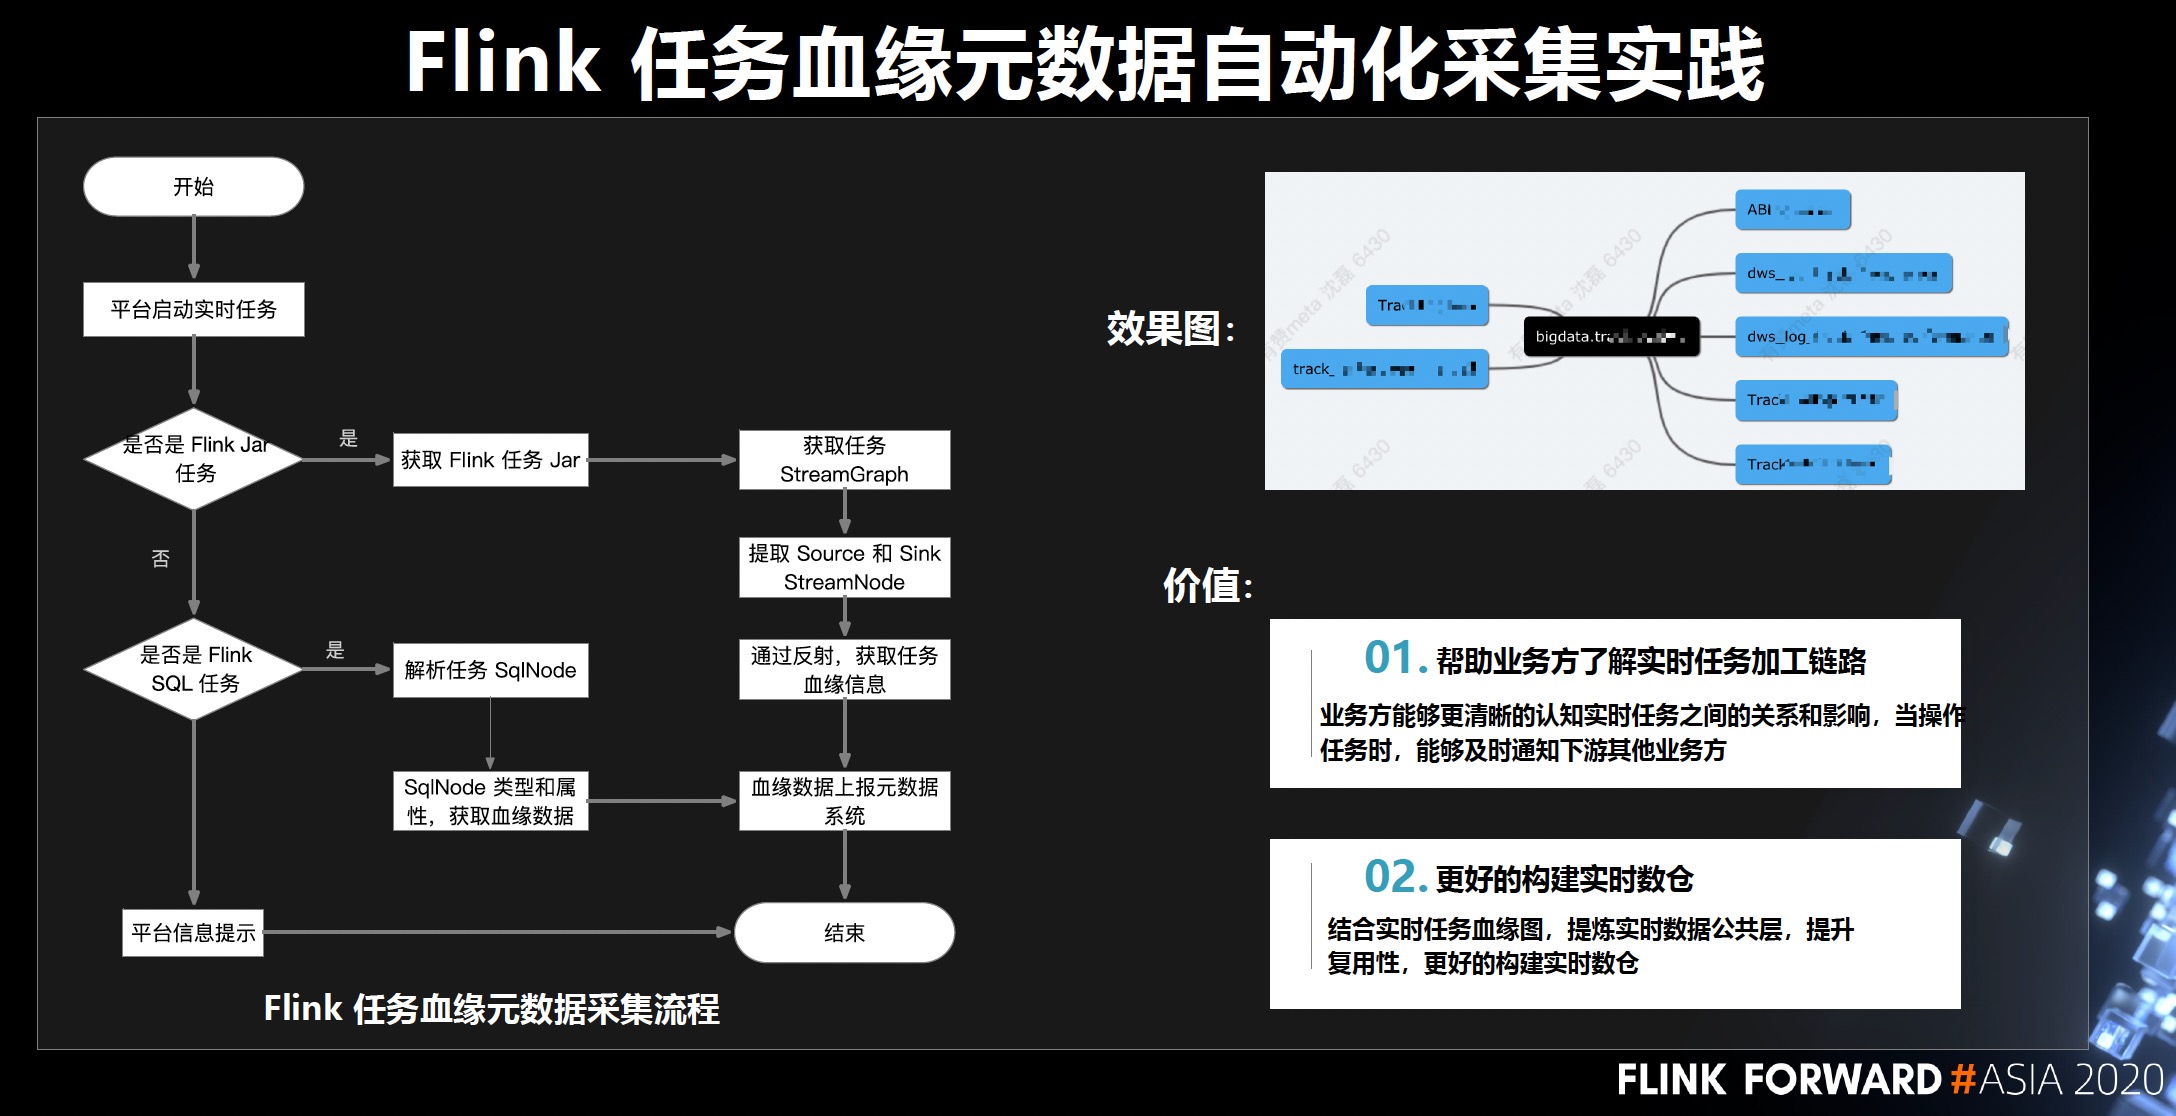 Flink 任务血缘元数据自动化采集实践
开始
平台启动实时任务
是否是 Flink Jar
任务
是
获取 Flink 任务 Jar
获取任务
StreamGraph
提取 Source 和 Sink
StreamNode
通过反射，获取任务
血缘信息
否
是否是 Flink
SQL 任务
是
解析任务 SqlNode
SqlNode 类型和属
性，获取血缘数据
血缘数据上报元数据
系统
平台信息提示
结束
Flink 任务血缘元数据采集流程
效果图：
ABI
dws_
Trac
bigdata.tra
dws_log_
track_
Trac
Track
有赞meta 沈磊 6430
价值：
01. 帮助业务方了解实时任务加工链路
业务方能够更清晰的认知实时任务之间的关系和影响，当操作
任务时，能够及时通知下游其他业务方
02. 更好的构建实时数仓
结合实时任务血缘图，提炼实时数据公共层，提升
复用性，更好的构建实时数仓
FLINK FORWARD #ASIA 2020